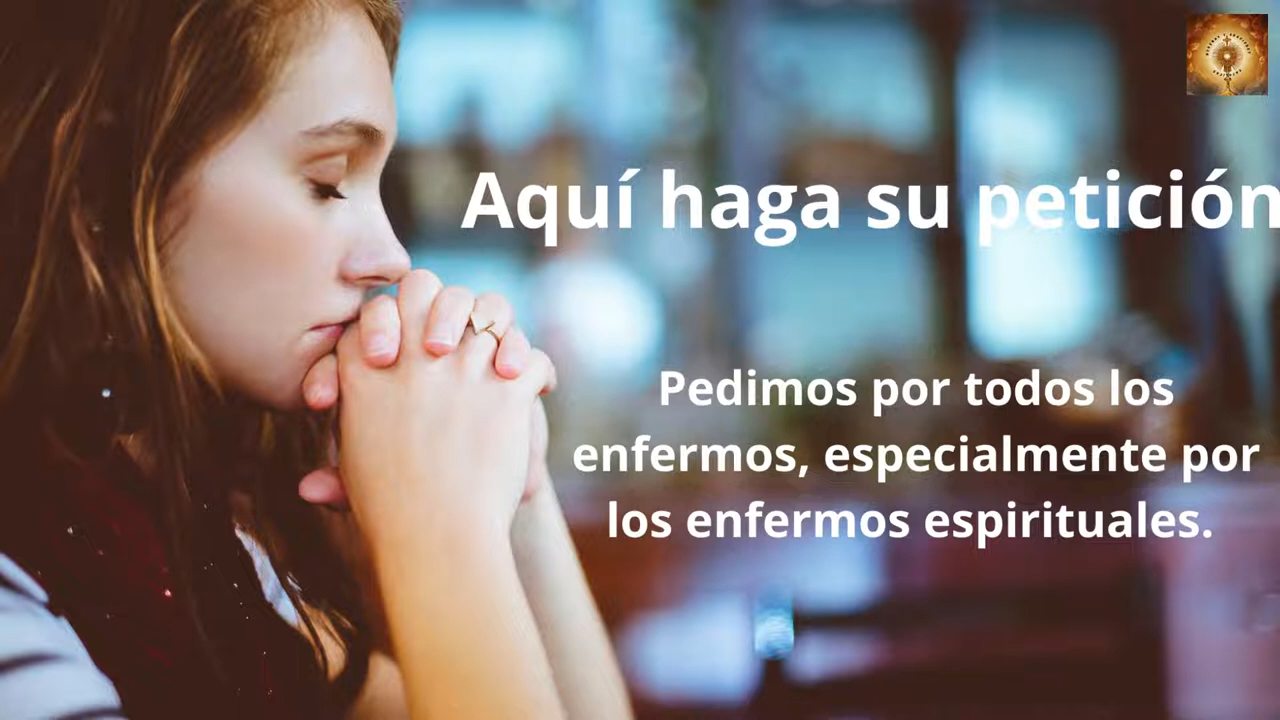 Aquí haga su petición
Pedimos por todos los
enfermos, especialmente por
los enfermos espirituales.